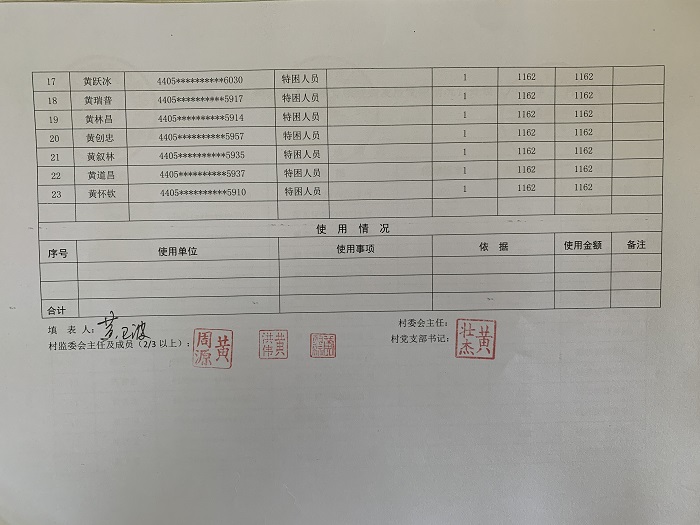 17 黄跃冰 4405**********6030 特困人员 1 1162 1162
18 黄瑞普 4405**********5917 特困人员 1 1162 1162
19 黄林昌 4405**********5914 特困人员 1 1162 1162
20 黄创忠 4405**********5957 特困人员 1 1162 1162
21 黄叙林 4405**********5935 特困人员 1 1162 1162
22 黄道昌 4405**********5937 特困人员 1 1162 1162
23 黄怀钦 4405**********5910 特困人员 1 1162 1162
使 用 情 况
序号 使用单位 使用事项 依 据 使用金额 备注
合计
填 表 人: 村委会主任:
村监委会主任及成员(2/3 以上): 黄周源 黄洪伟 村党支部书记: 黄壮杰